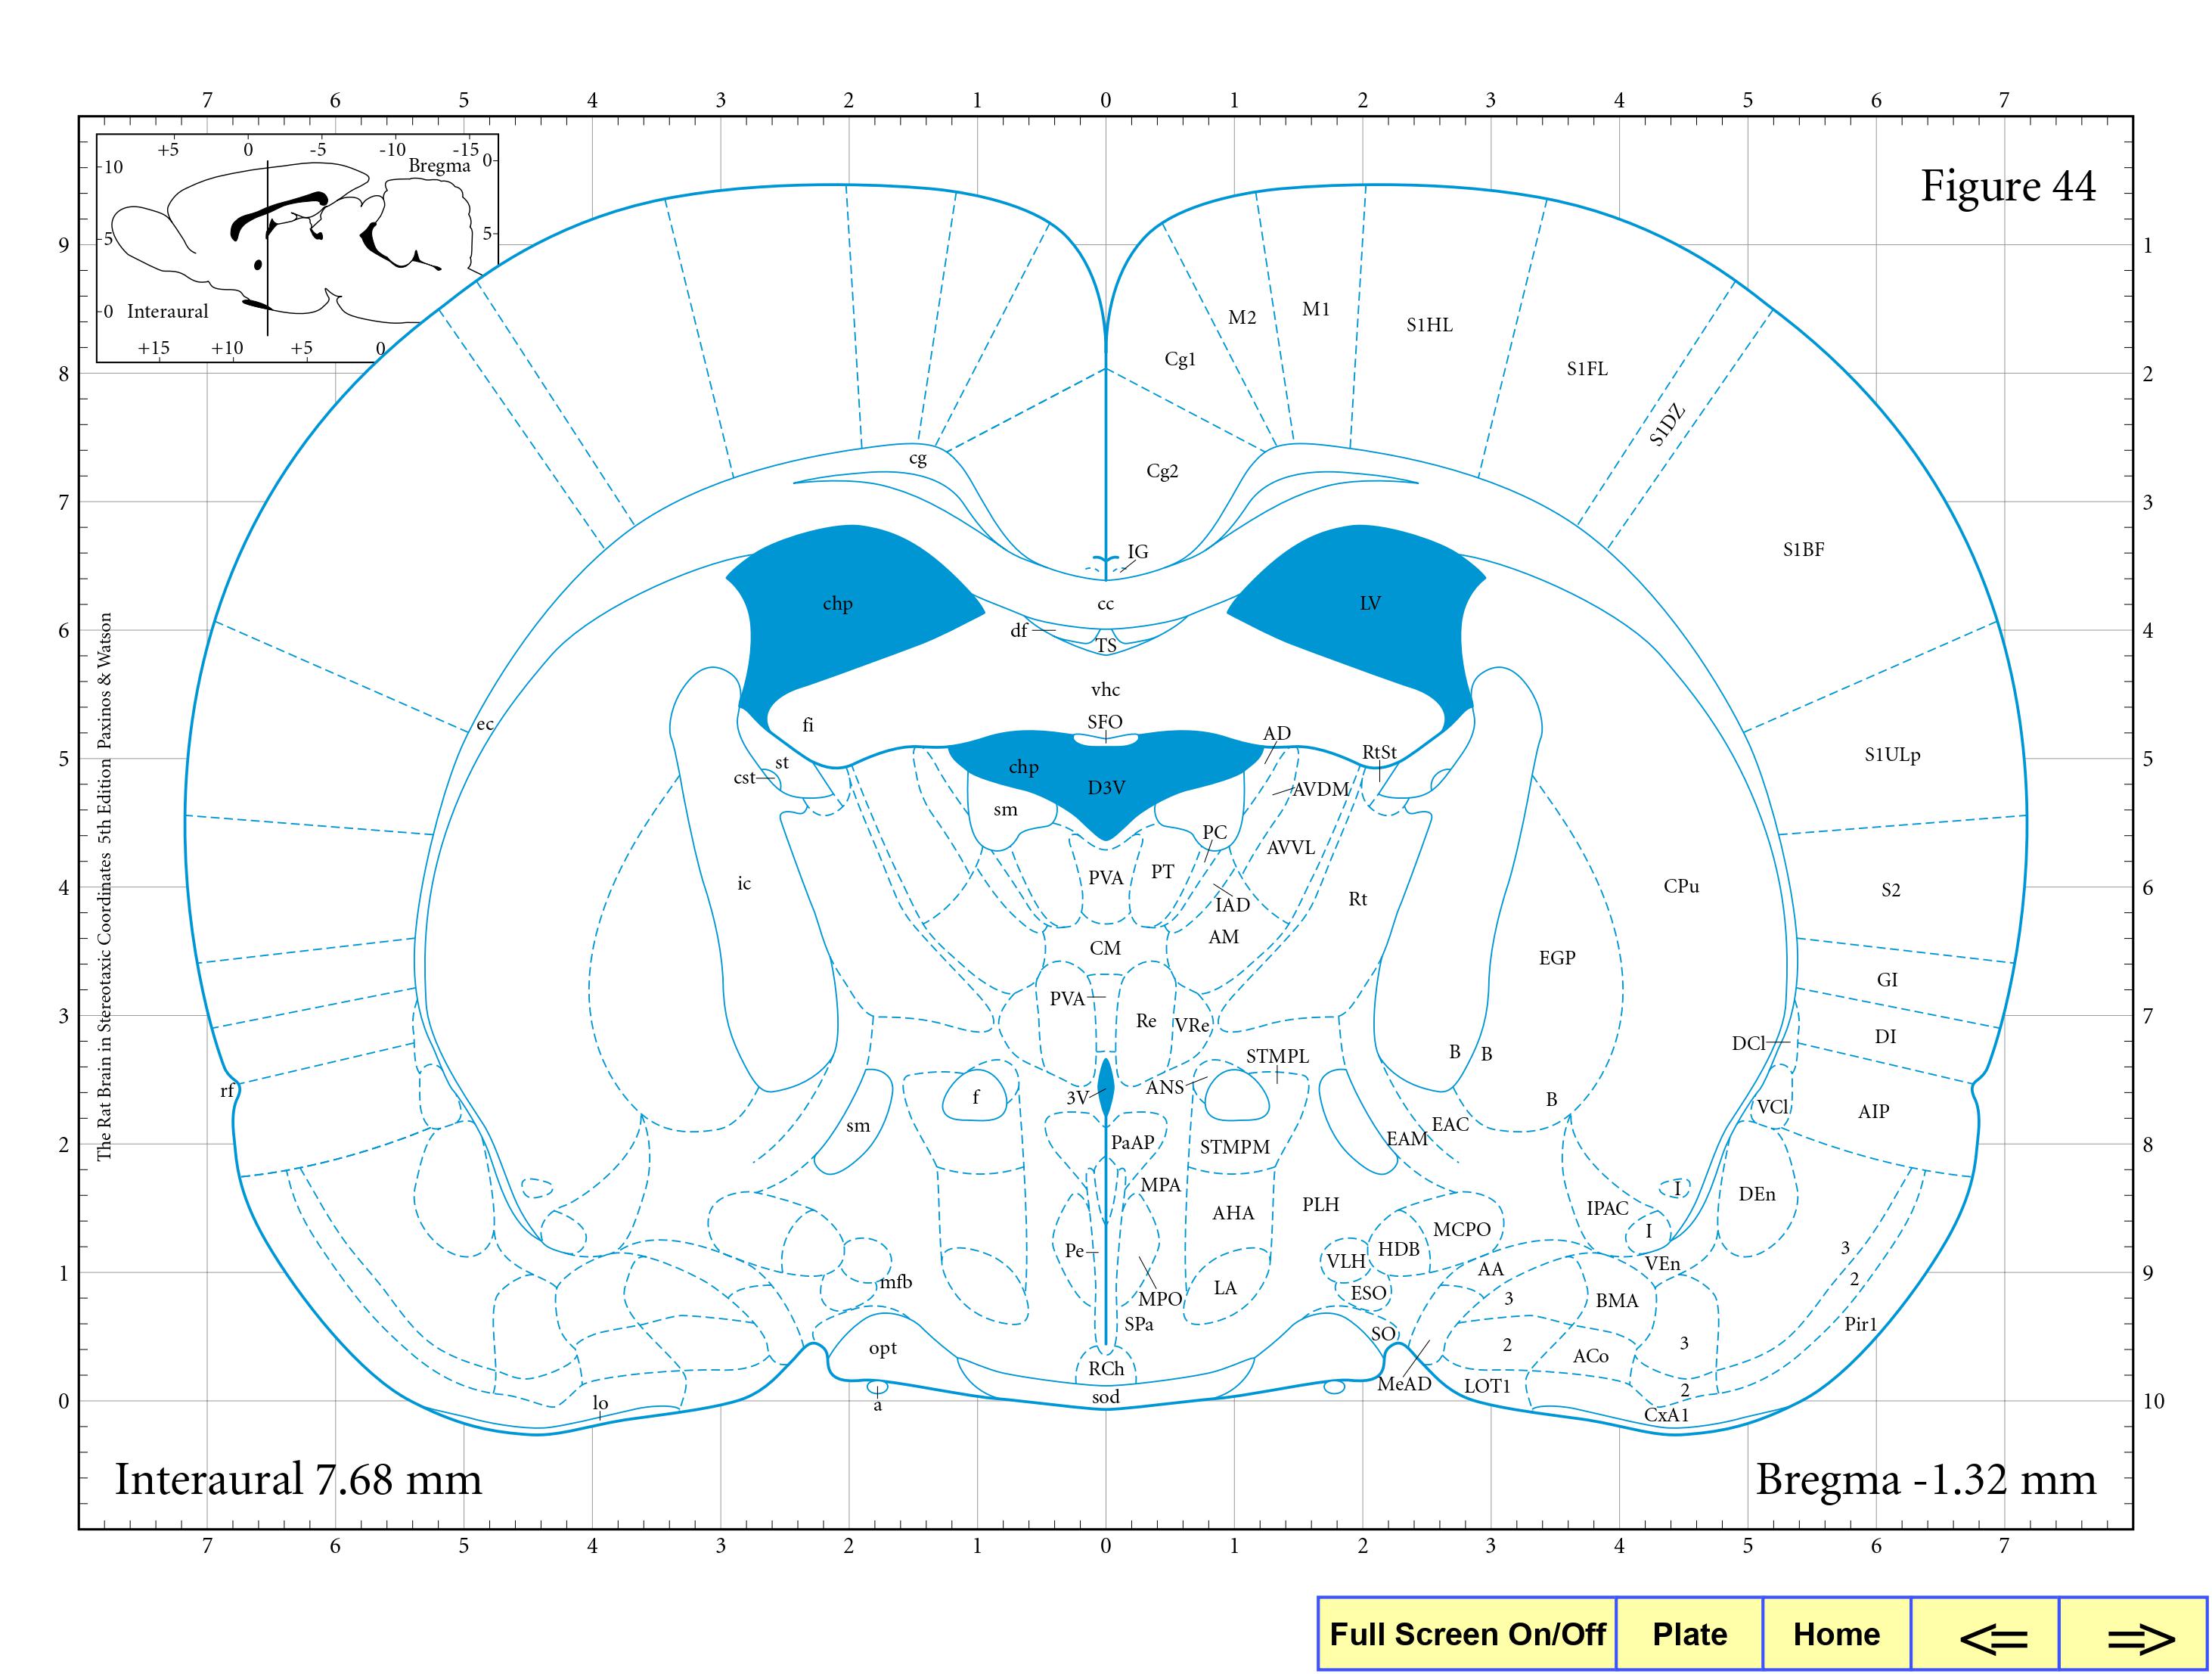 7 6 5 4 3 2 1 0 1 2 3 4 5 6 7
+5 0 -5 -10 -15
Bregma 0
10
5 5
0 Interaural
+15 +10 +5 0
Figure 44
9 1
8 2
7 3
6 4
5 5
4 6
3 7
2 8
1 9
0 10
The Rat Brain in Stereotaxic Coordinates 5th Edition Paxinos & Watson
M2 M1 S1HL
Cg1 S1FL
S1DZ
cg Cg2
IG S1BF
chp cc LV
df TS
vhc
ec fi SFO AD
st RtSt S1ULp
cst chp D3V AVDM
sm
PC
AVVL
ic PVA PT CPu S2
IAD Rt
CM AM
EGP
PVA GI
Re VRe
DI
STMPL B B DCl
rf f 3V ANS B
VCl AIP
sm PaAP STMPM EAM EAC
MPA I DEn
AHA PLH IPAC
MCPO I
Pe HDB 3
VLH VEn
mfb AA 2
LA ESO 3 BMA
MPO
SPa Pir1
SO
opt 2 3
ACo
RCh
MeAD LOT1 2
sod
lo a CxA1
Interaural 7.68 mm Bregma -1.32 mm
7 6 5 4 3 2 1 0 1 2 3 4 5 6 7
Full Screen On/Off Plate Home <= =>